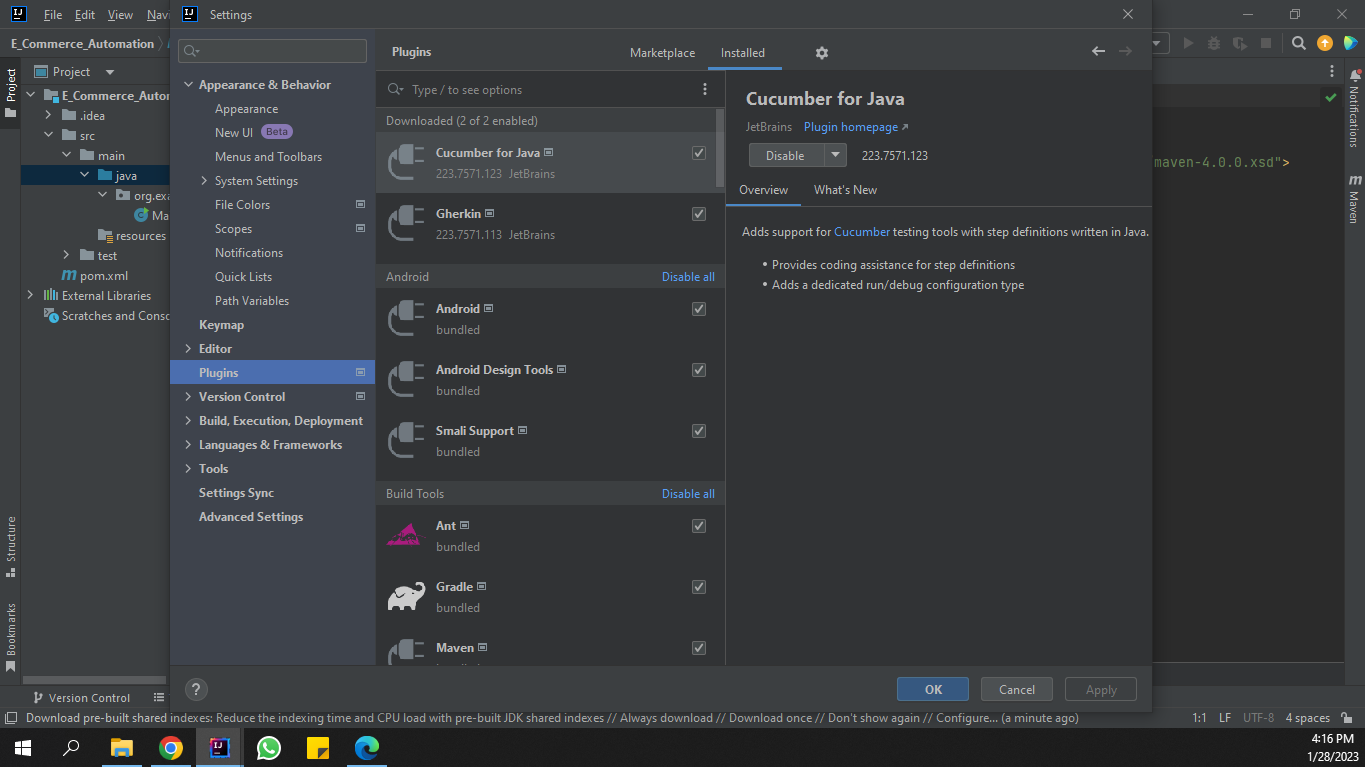 File Edit View Navi
Settings
E_Commerce_Automation
Plugins
Marketplace
Installed
Project
Project
Type / to see options
Appearance & Behavior
Cucumber for Java
E_Commerce_Autor
Appearance
Downloaded (2 of 2 enabled)
JetBrains Plugin homepage
.idea
New UI Beta
Cucumber for Java
Disable
223.7571.123
src
Menus and Toolbars
223.7571.123 JetBrains
maven-4.0.0.xsd">
main
System Settings
Overview
What's New
java
File Colors
Gherkin
org.exa
Scopes
223.7571.113 JetBrains
Adds support for Cucumber testing tools with step definitions written in Java.
Ma
Notifications
Provides coding assistance for step definitions
resources
Quick Lists
Android
Disable all
Adds a dedicated run/debug configuration type
test
Path Variables
Android
bundled
pom.xml
Keymap
External Libraries
Editor
Android Design Tools
bundled
Scratches and Conso
Plugins
Version Control
Smali Support
bundled
Build, Execution, Deployment
Languages & Frameworks
Tools
Build Tools
Disable all
Settings Sync
Ant
bundled
Advanced Settings
Gradle
bundled
Maven
Notifications
Maven
Structure
Bookmarks
?
OK
Cancel
Apply
Version Control
Download pre-built shared indexes: Reduce the indexing time and CPU load with pre-built JDK shared indexes // Always download // Download once // Don't show again // Configure... (a minute ago)
1:1 LF UTF-8 4 spaces
4:16 PM
1/28/2023